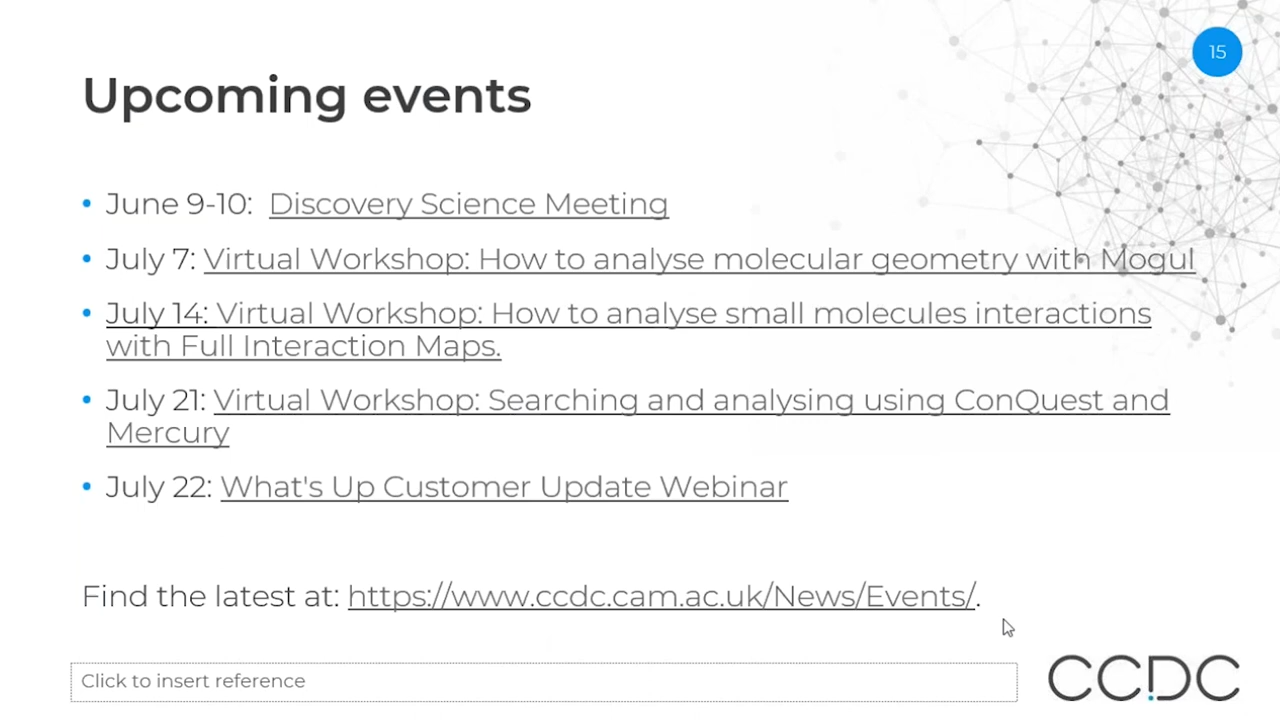 15
Upcoming events
• June 9-10: Discovery Science Meeting
• July 7: Virtual Workshop: How to analyse molecular geometry with Mogul
• July 14: Virtual Workshop: How to analyse small molecules interactions
with Full Interaction Maps.
• July 21: Virtual Workshop: Searching and analysing using ConQuest and
Mercury
• July 22: What's Up Customer Update Webinar
Find the latest at: https://www.ccdc.cam.ac.uk/News/Events/.
Click to insert reference
CCDC